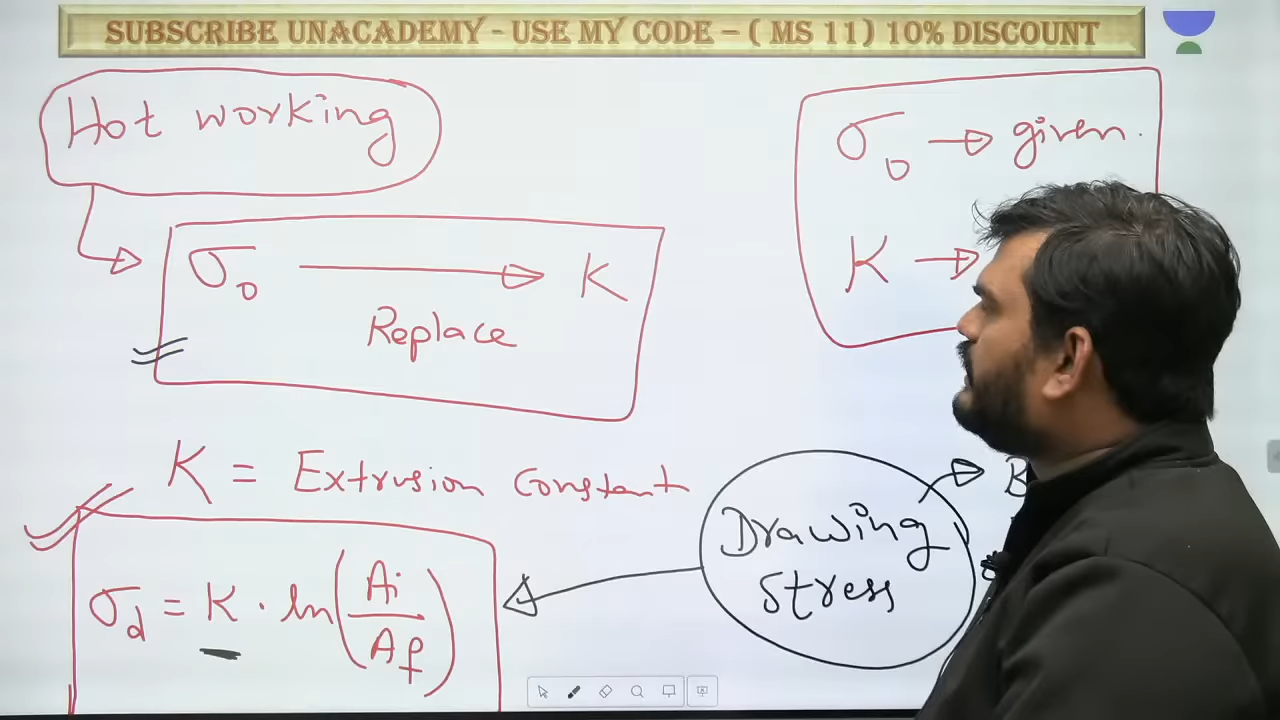 SUBSCRIBE UNACADEMY - USE MY CODE – ( MS 11) 10% DISCOUNT
Hot working
σ₀ → given.
K →
σ₀ → K
Replace
K = Extrusion Constant
Drawing
Stress
B
σd = K · ln(Ai/Af)